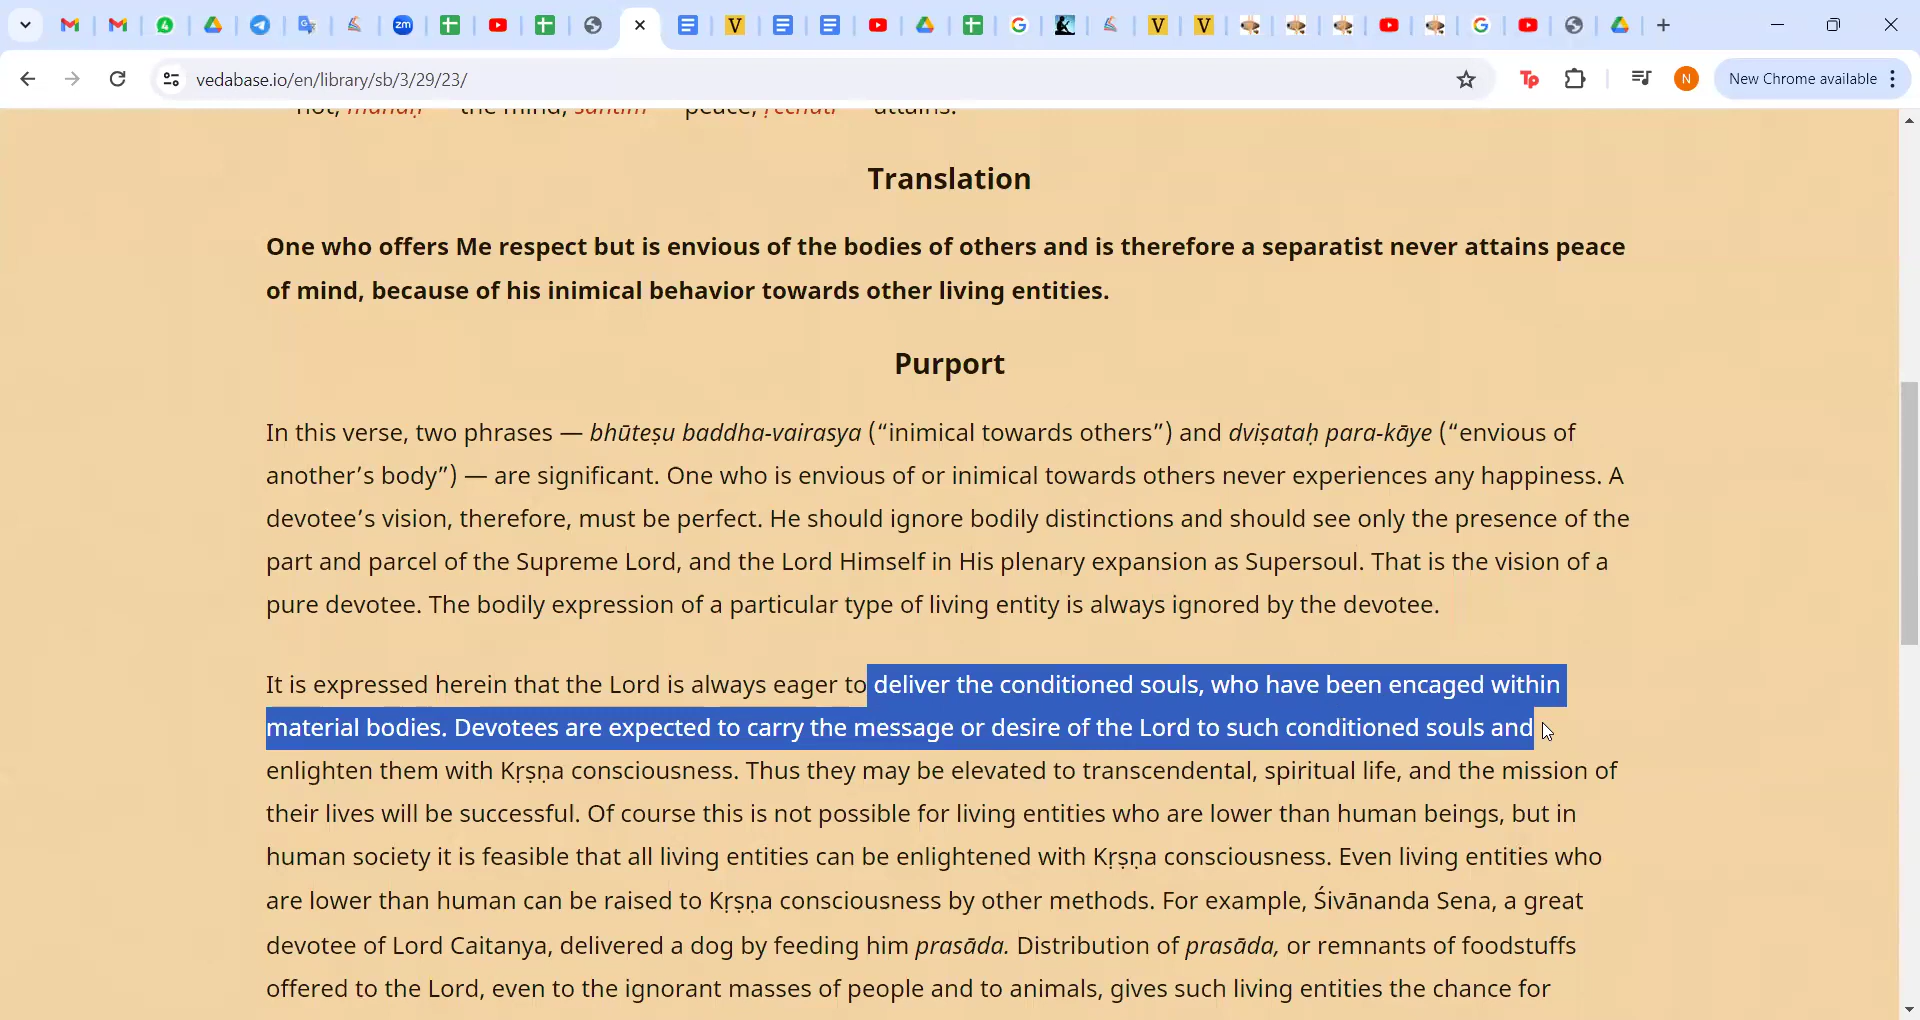 zm
V
G
V
V
G
vedabase.io/en/library/sb/3/29/23/
Tp
N
New Chrome available
not, manaḥ — the mind; śāntim — peace; ṛcchati — attains.
Translation
One who offers Me respect but is envious of the bodies of others and is therefore a separatist never attains peace
of mind, because of his inimical behavior towards other living entities.
Purport
In this verse, two phrases — bhūteṣu baddha-vairasya (“inimical towards others”) and dviṣataḥ para-kāye (“envious of
another’s body”) — are significant. One who is envious of or inimical towards others never experiences any happiness. A
devotee’s vision, therefore, must be perfect. He should ignore bodily distinctions and should see only the presence of the
part and parcel of the Supreme Lord, and the Lord Himself in His plenary expansion as Supersoul. That is the vision of a
pure devotee. The bodily expression of a particular type of living entity is always ignored by the devotee.
It is expressed herein that the Lord is always eager to deliver the conditioned souls, who have been encaged within
material bodies. Devotees are expected to carry the message or desire of the Lord to such conditioned souls and
enlighten them with Kṛṣṇa consciousness. Thus they may be elevated to transcendental, spiritual life, and the mission of
their lives will be successful. Of course this is not possible for living entities who are lower than human beings, but in
human society it is feasible that all living entities can be enlightened with Kṛṣṇa consciousness. Even living entities who
are lower than human can be raised to Kṛṣṇa consciousness by other methods. For example, Śivānanda Sena, a great
devotee of Lord Caitanya, delivered a dog by feeding him prasāda. Distribution of prasāda, or remnants of foodstuffs
offered to the Lord, even to the ignorant masses of people and to animals, gives such living entities the chance for